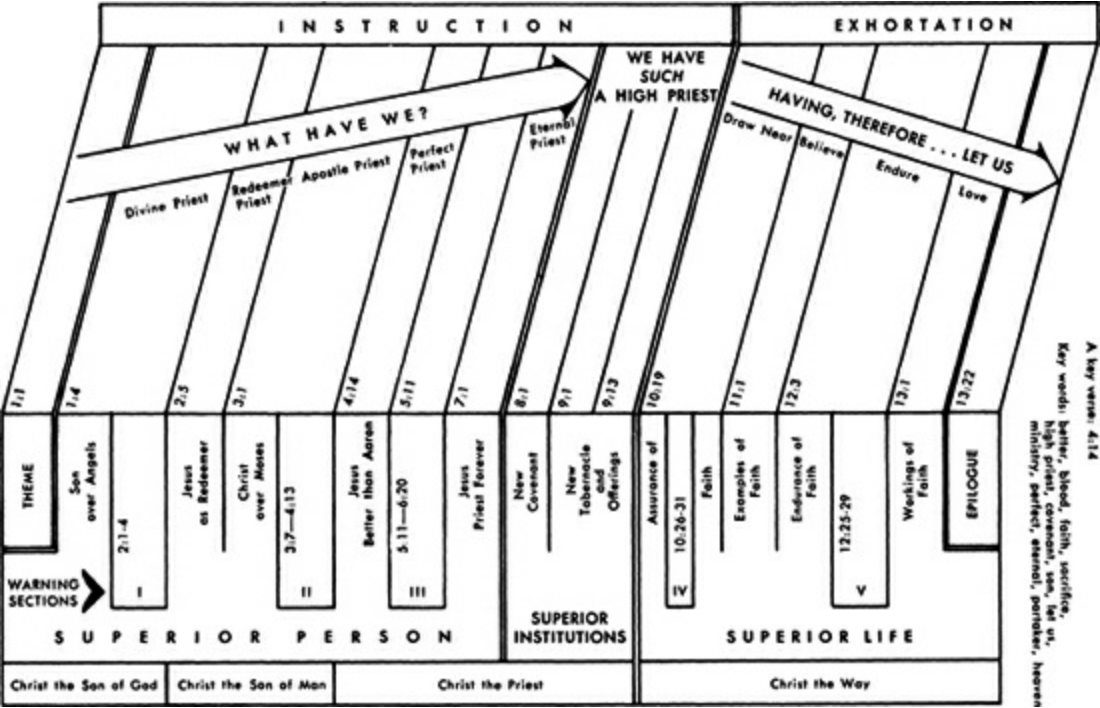 INSTRUCTION
EXHORTATION
WE HAVE
SUCH
A HIGH PRIEST
WHAT HAVE WE?
HAVING, THEREFORE . . . LET US
Divine Priest
Redeemer
Priest
Apostle Priest
Perfect
Priest
Eternal
Priest
Draw Near
Believe
Endure
Love
1:1
1:4
2:5
3:1
4:14
5:11
7:1
8:1
9:1
9:13
10:19
11:1
12:3
13:1
13:22
THEME
Son
over Angels
2:1-4
Jesus
as Redeemer
Christ
over Moses
3:7—4:13
Jesus
Better than Aaron
5:11—6:20
Jesus
Priest Forever
New
Covenant
New
Tabernacle
and
Offerings
Assurance of
10:26-31
Faith
Examples of
Faith
Endurance of
Faith
12:25-29
Workings of
Faith
EPILOGUE
WARNING
SECTIONS
I
II
III
IV
V
SUPERIOR PERSON
SUPERIOR
INSTITUTIONS
SUPERIOR LIFE
Christ the Son of God
Christ the Son of Man
Christ the Priest
Christ the Way
A key verse: 4:14
Key words: better, blood, faith, sacrifice,
high priest, covenant, son, let us,
ministry, perfect, eternal, partaker, heaven